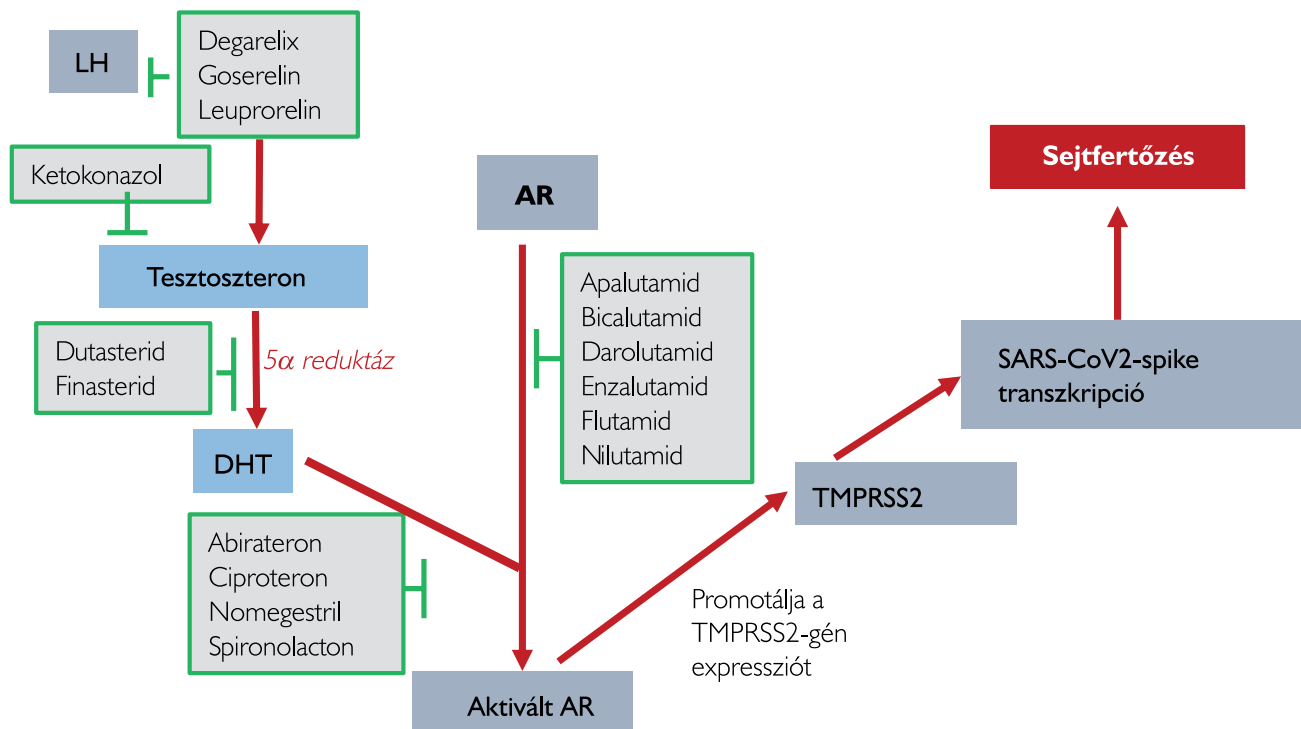 LH
Degarelix
Goserelin
Leuprorelin
Ketokonazol
Tesztoszteron
Dutasterid
Finasterid
5α reduktáz
DHT
Abirateron
Ciproteron
Nomegestril
Spironolacton
AR
Apalutamid
Bicalutamid
Darolutamid
Enzalutamid
Flutamid
Nilutamid
Aktivált AR
Promotálja a
TMPRSS2-gén
expressziót
TMPRSS2
SARS-CoV2-spike
transzkripció
Sejtfertőzés